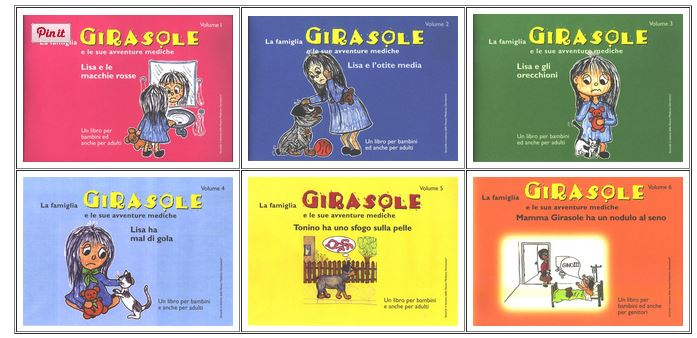 Pin it
Volume 1
La famiglia GIRASOLE
e le sue avventure mediche
Lisa e le
macchie rosse
Un libro per
bambini ed
anche per adulti
Volume 2
La famiglia GIRASOLE
e le sue avventure mediche
Lisa e l'otite media
Un libro per bambini
ed anche per adulti
Volume 3
La famiglia GIRASOLE
e le sue avventure mediche
Lisa e gli
orecchioni
Un libro per
bambini ed
anche per adulti
Volume 4
La famiglia GIRASOLE
e le sue avventure mediche
Lisa ha
mal di gola
Un libro per bambini
e anche per adulti
Volume 5
La famiglia GIRASOLE
e le sue avventure mediche
Tonino ha uno sfogo sulla pelle
Un libro per bambini
e anche per adulti
Volume 6
La famiglia GIRASOLE
e le sue avventure mediche
Mamma Girasole ha un nodulo al seno
Un libro per
bambini ed
anche per
genitori